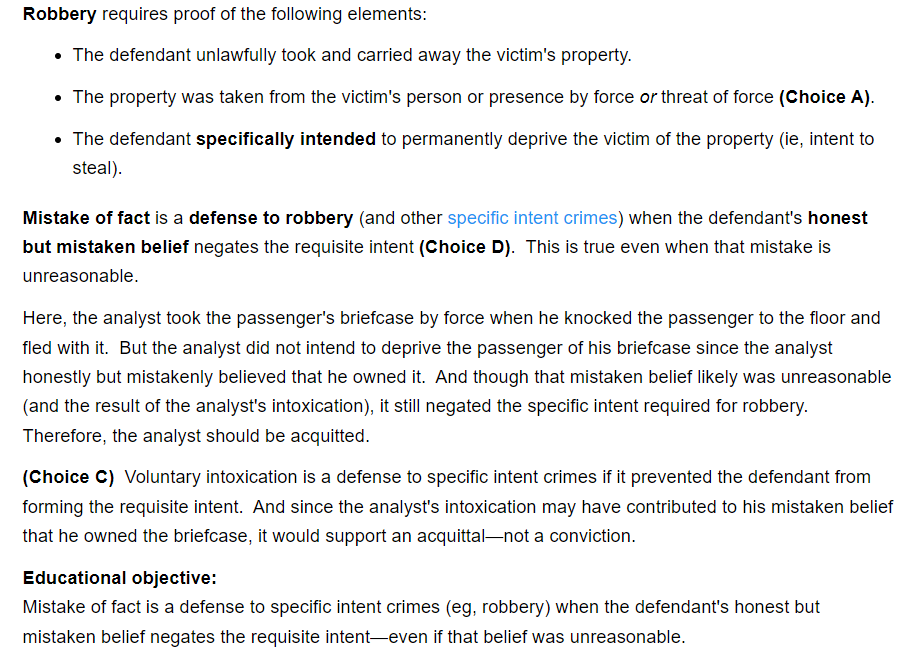 Robbery requires proof of the following elements:
• The defendant unlawfully took and carried away the victim's property.
• The property was taken from the victim's person or presence by force or threat of force (Choice A).
• The defendant specifically intended to permanently deprive the victim of the property (ie, intent to
steal).
Mistake of fact is a defense to robbery (and other specific intent crimes) when the defendant's honest
but mistaken belief negates the requisite intent (Choice D).  This is true even when that mistake is
unreasonable.
Here, the analyst took the passenger's briefcase by force when he knocked the passenger to the floor and
fled with it.  But the analyst did not intend to deprive the passenger of his briefcase since the analyst
honestly but mistakenly believed that he owned it.  And though that mistaken belief likely was unreasonable
(and the result of the analyst's intoxication), it still negated the specific intent required for robbery.
Therefore, the analyst should be acquitted.
(Choice C)  Voluntary intoxication is a defense to specific intent crimes if it prevented the defendant from
forming the requisite intent.  And since the analyst's intoxication may have contributed to his mistaken belief
that he owned the briefcase, it would support an acquittal—not a conviction.
Educational objective:
Mistake of fact is a defense to specific intent crimes (eg, robbery) when the defendant's honest but
mistaken belief negates the requisite intent—even if that belief was unreasonable.